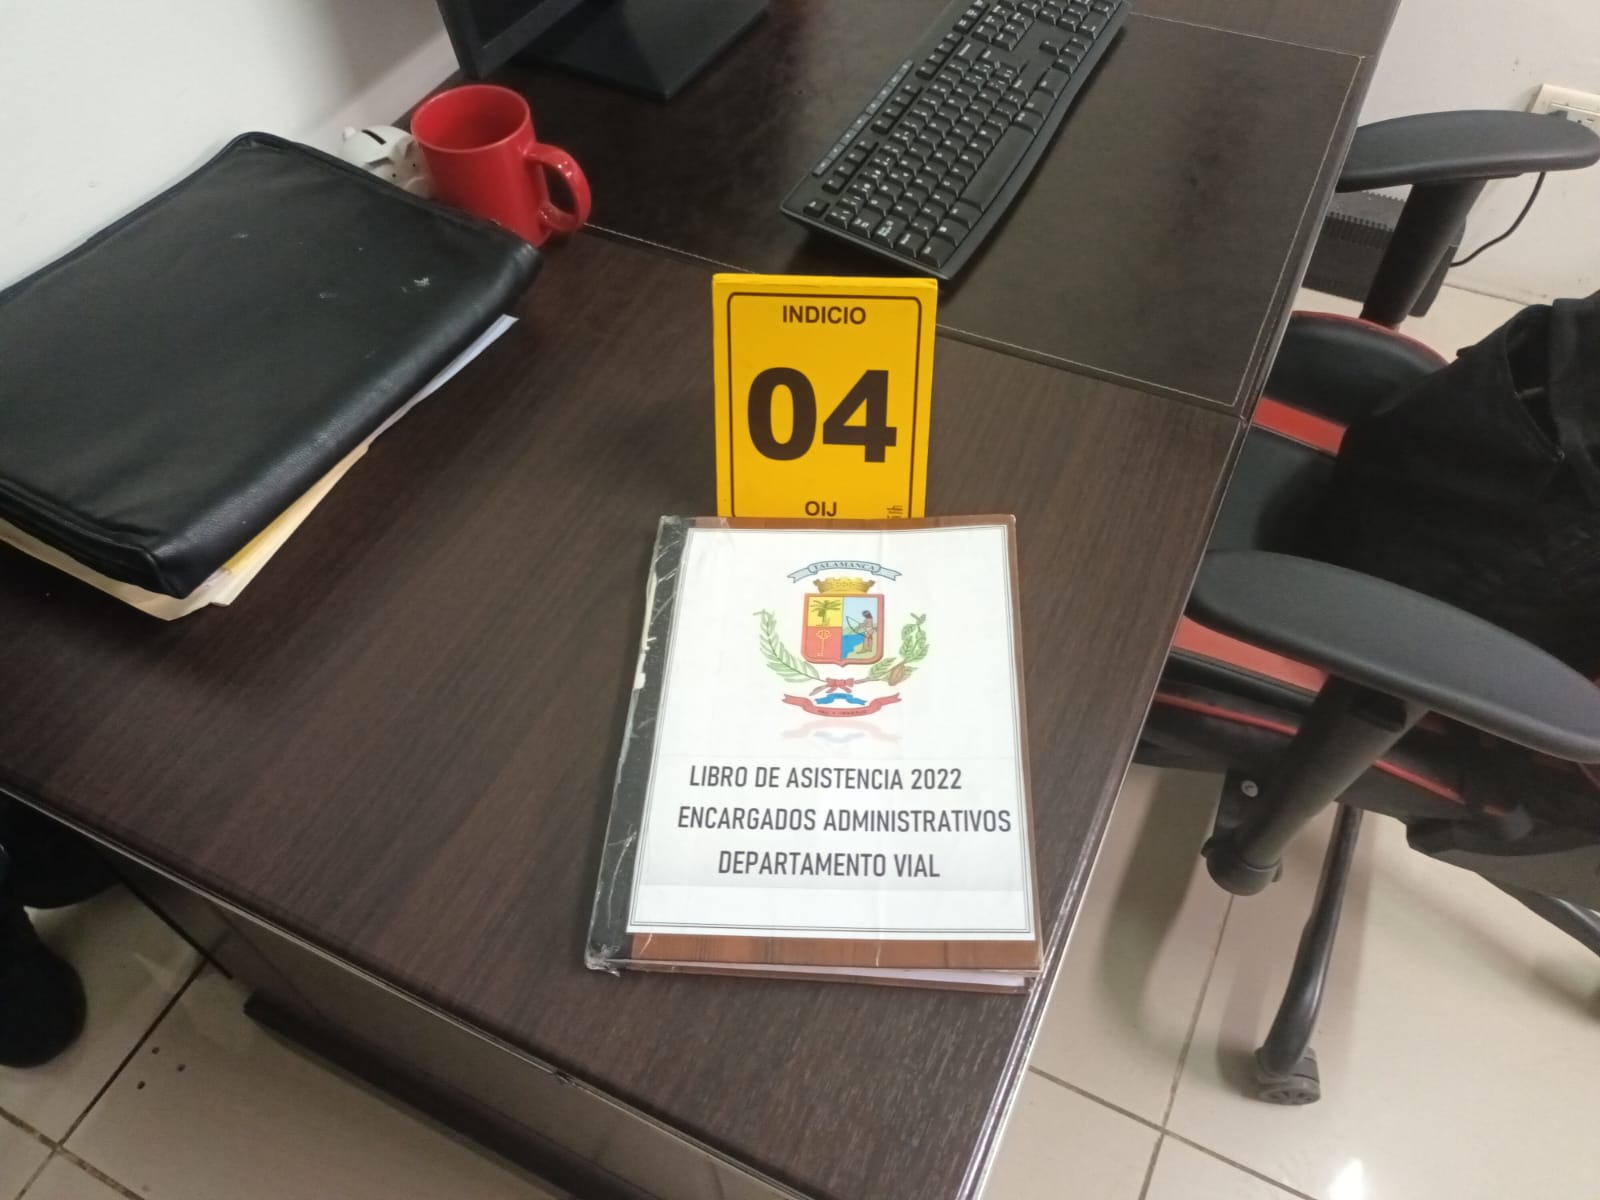 INDICIO
04
OIJ
TALAMANCA
LIBRO DE ASISTENCIA 2022
ENCARGADOS ADMINISTRATIVOS
DEPARTAMENTO VIAL